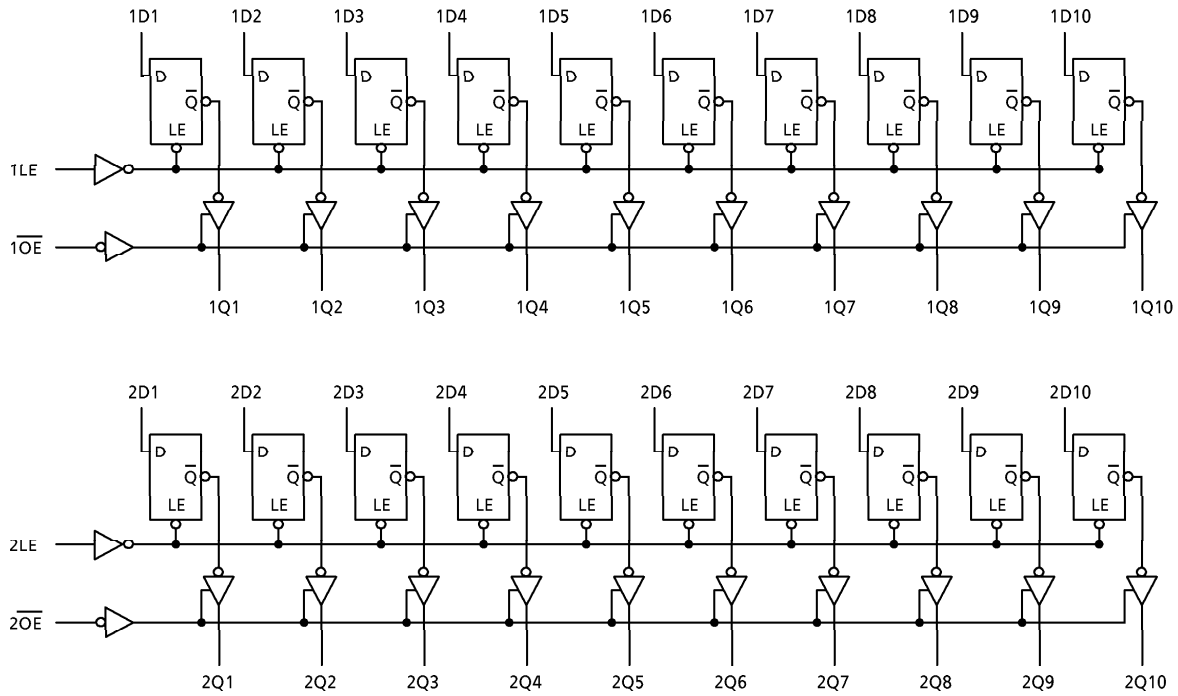 1D1 1D2 1D3 1D4 1D5 1D6 1D7 1D8 1D9 1D10
D D D D D D D D D D
Q̅ Q̅ Q̅ Q̅ Q̅ Q̅ Q̅ Q̅ Q̅ Q̅
LE LE LE LE LE LE LE LE LE LE
1LE
1O̅E̅
1Q1 1Q2 1Q3 1Q4 1Q5 1Q6 1Q7 1Q8 1Q9 1Q10
2D1 2D2 2D3 2D4 2D5 2D6 2D7 2D8 2D9 2D10
D D D D D D D D D D
Q̅ Q̅ Q̅ Q̅ Q̅ Q̅ Q̅ Q̅ Q̅ Q̅
LE LE LE LE LE LE LE LE LE LE
2LE
2O̅E̅
2Q1 2Q2 2Q3 2Q4 2Q5 2Q6 2Q7 2Q8 2Q9 2Q10